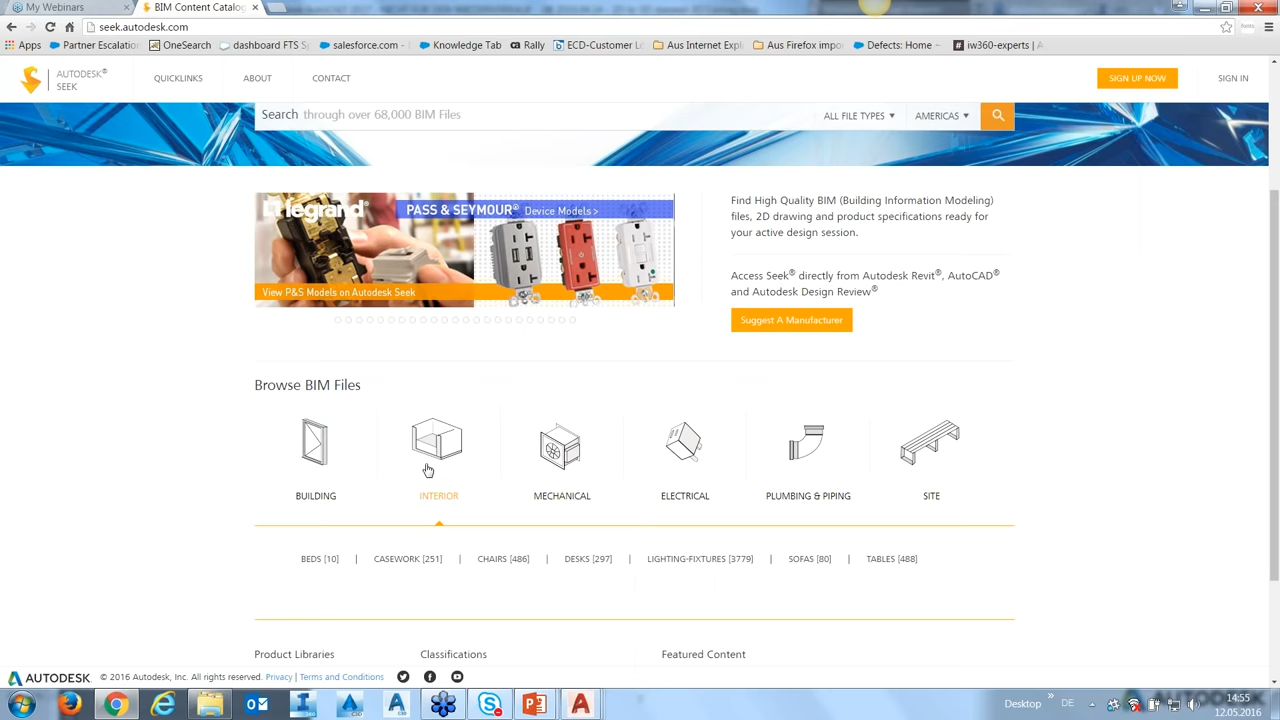 My Webinars
BIM Content Catalog
seek.autodesk.com
Apps
Partner Escalation
OneSearch
dashboard FTS S
salesforce.com -
Knowledge Tab
Rally
ECD-Customer Lo
Aus Internet Expl
Aus Firefox impor
Defects: Home -
iw360-experts | A
AUTODESK®
SEEK
QUICKLINKS
ABOUT
CONTACT
SIGN UP NOW
SIGN IN
Search through over 68,000 BIM Files
ALL FILE TYPES
AMERICAS
legrand®
PASS & SEYMOUR® Device Models >
View P&S Models on Autodesk Seek
Find High Quality BIM (Building Information Modeling)
files, 2D drawing and product specifications ready for
your active design session.
Access Seek® directly from Autodesk Revit®, AutoCAD®
and Autodesk Design Review®
Suggest A Manufacturer
Browse BIM Files
BUILDING
INTERIOR
MECHANICAL
ELECTRICAL
PLUMBING & PIPING
SITE
BEDS [10] | CASEWORK [251] | CHAIRS [486] | DESKS [297] | LIGHTING-FIXTURES [3779] | SOFAS [80] | TABLES [488]
Product Libraries
Classifications
Featured Content
AUTODESK
© 2016 Autodesk, Inc. All rights reserved. Privacy | Terms and Conditions
Desktop
DE
14:55
12.05.2016